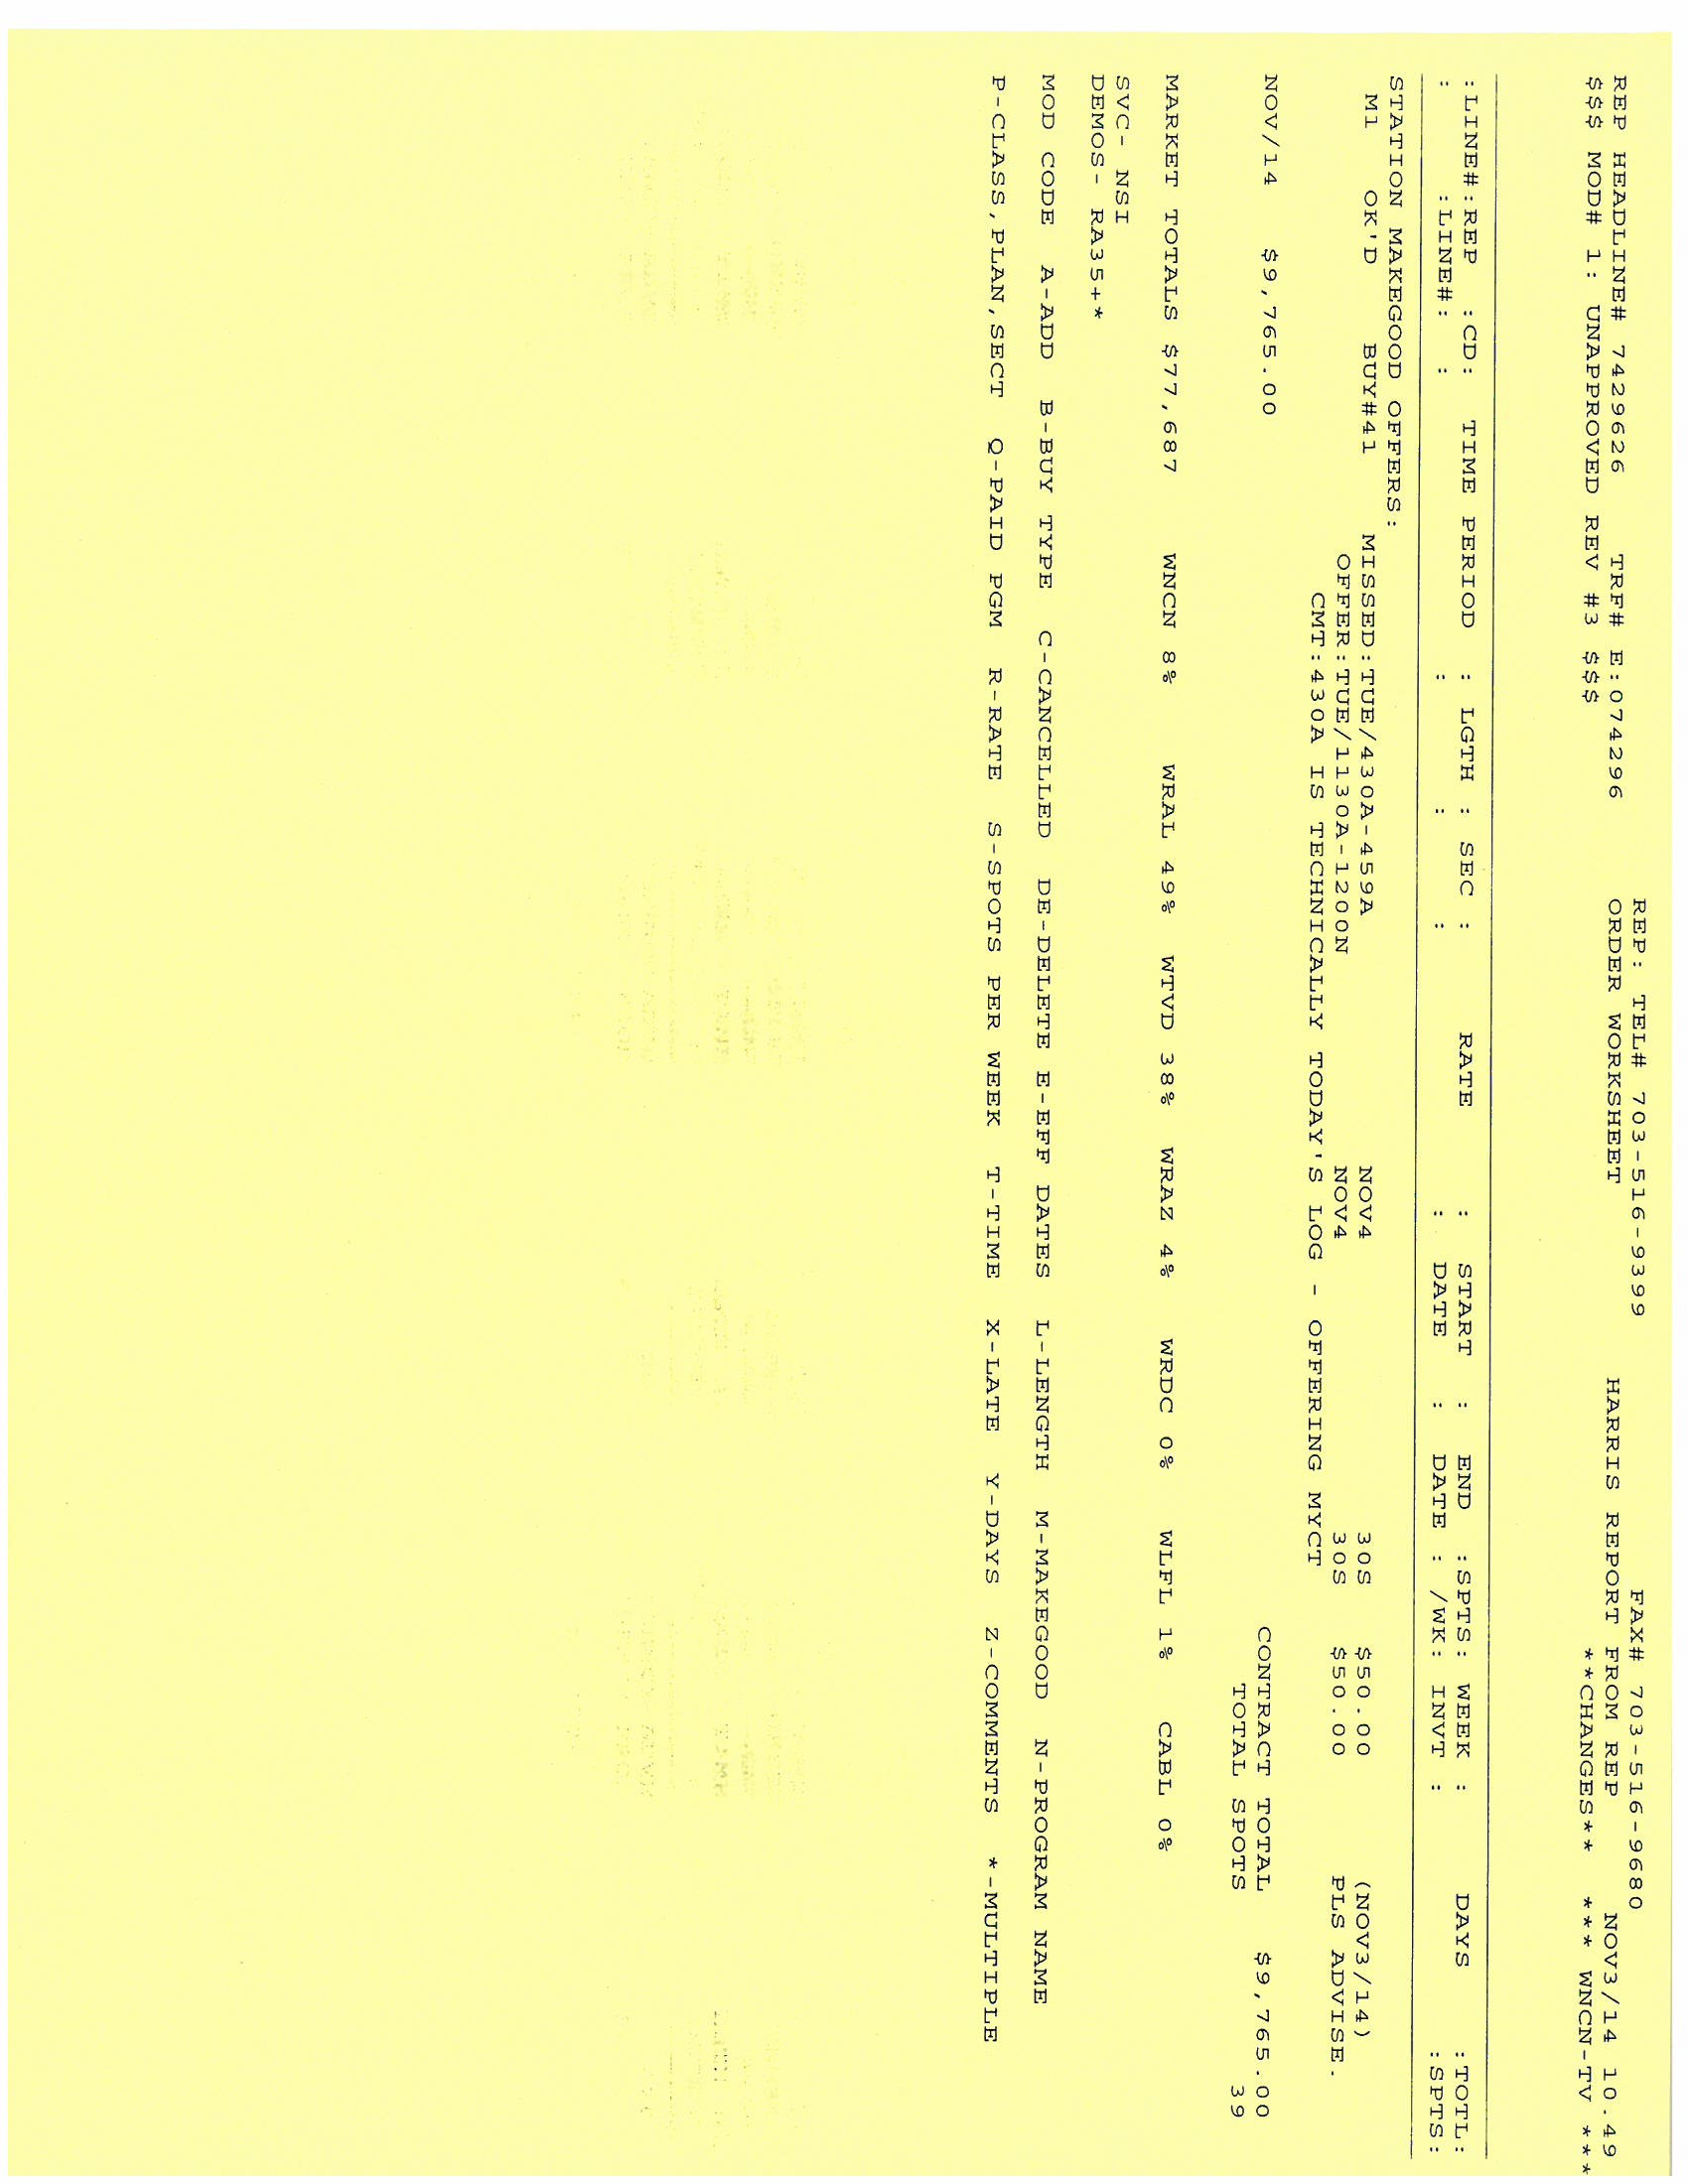 REP: TEL# 703-516-9399 FAX# 703-516-9680
REP HEADLINE# 7429626 TRF# E:074296 ORDER WORKSHEET HARRIS REPORT FROM REP NOV3/14 10.49
$$$ MOD# 1: UNAPPROVED REV #3 $$$ **CHANGES** *** WNCN-TV ***
:LINE#:REP :CD: TIME PERIOD : LGTH : SEC : RATE : START : END :SPTS: WEEK : DAYS :TOTL:
: :LINE#: : : : : : DATE : DATE : /WK: INVT : :SPTS:
STATION MAKEGOOD OFFERS:
M1 OK'D BUY#41 MISSED:TUE/430A-459A NOV4 30S $50.00 (NOV3/14)
OFFER:TUE/1130A-1200N NOV4 30S $50.00 PLS ADVISE.
CMT:430A IS TECHNICALLY TODAY'S LOG - OFFERING MYCT
NOV/14 $9,765.00 CONTRACT TOTAL $9,765.00
TOTAL SPOTS 39
MARKET TOTALS $77,687 WNCN 8% WRAL 49% WTVD 38% WRAZ 4% WRDC 0% WLFL 1% CABL 0%
SVC- NSI
DEMOS- RA35+*
MOD CODE A-ADD B-BUY TYPE C-CANCELLED DE-DELETE E-EFF DATES L-LENGTH M-MAKEGOOD N-PROGRAM NAME
P-CLASS,PLAN,SECT Q-PAID PGM R-RATE S-SPOTS PER WEEK T-TIME X-LATE Y-DAYS Z-COMMENTS *-MULTIPLE